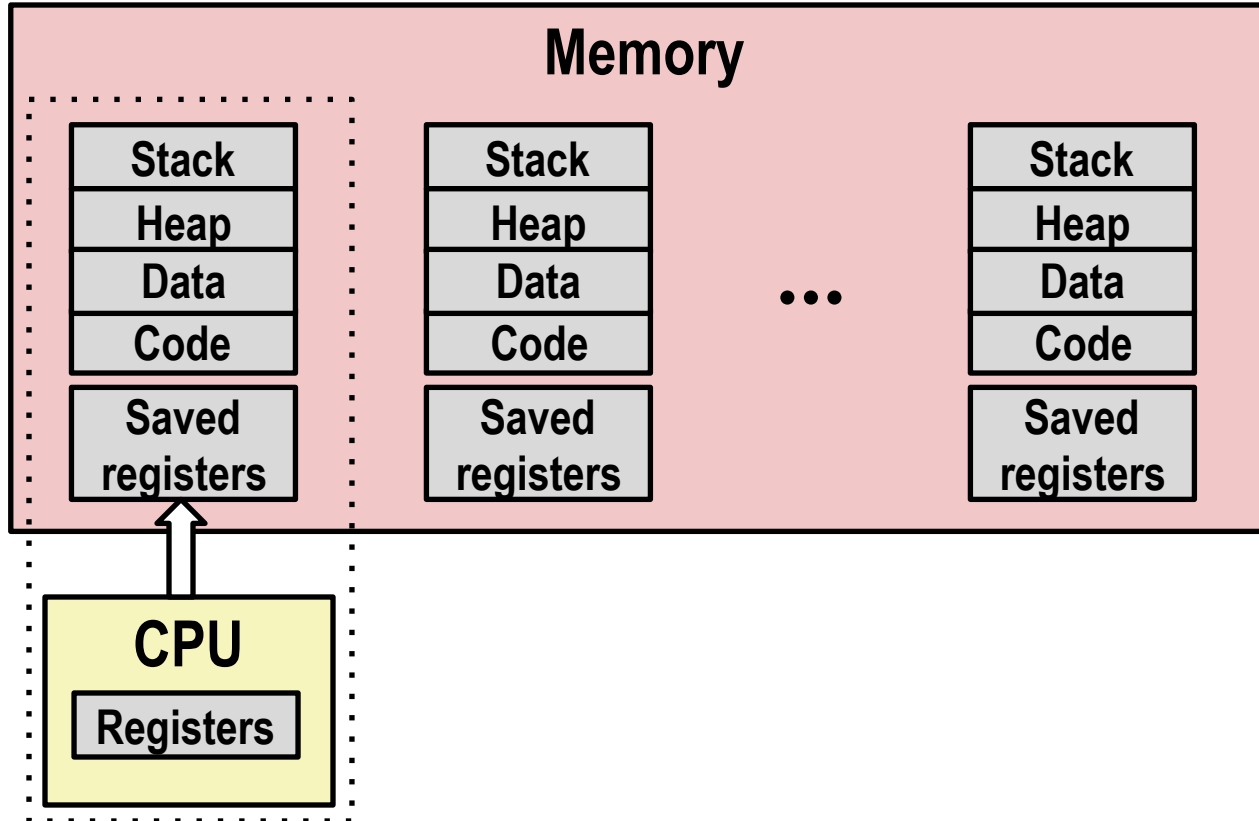 Memory
Stack
Heap
Data
Code
Saved
registers
Stack
Heap
Data
Code
Saved
registers
...
Stack
Heap
Data
Code
Saved
registers
CPU
Registers